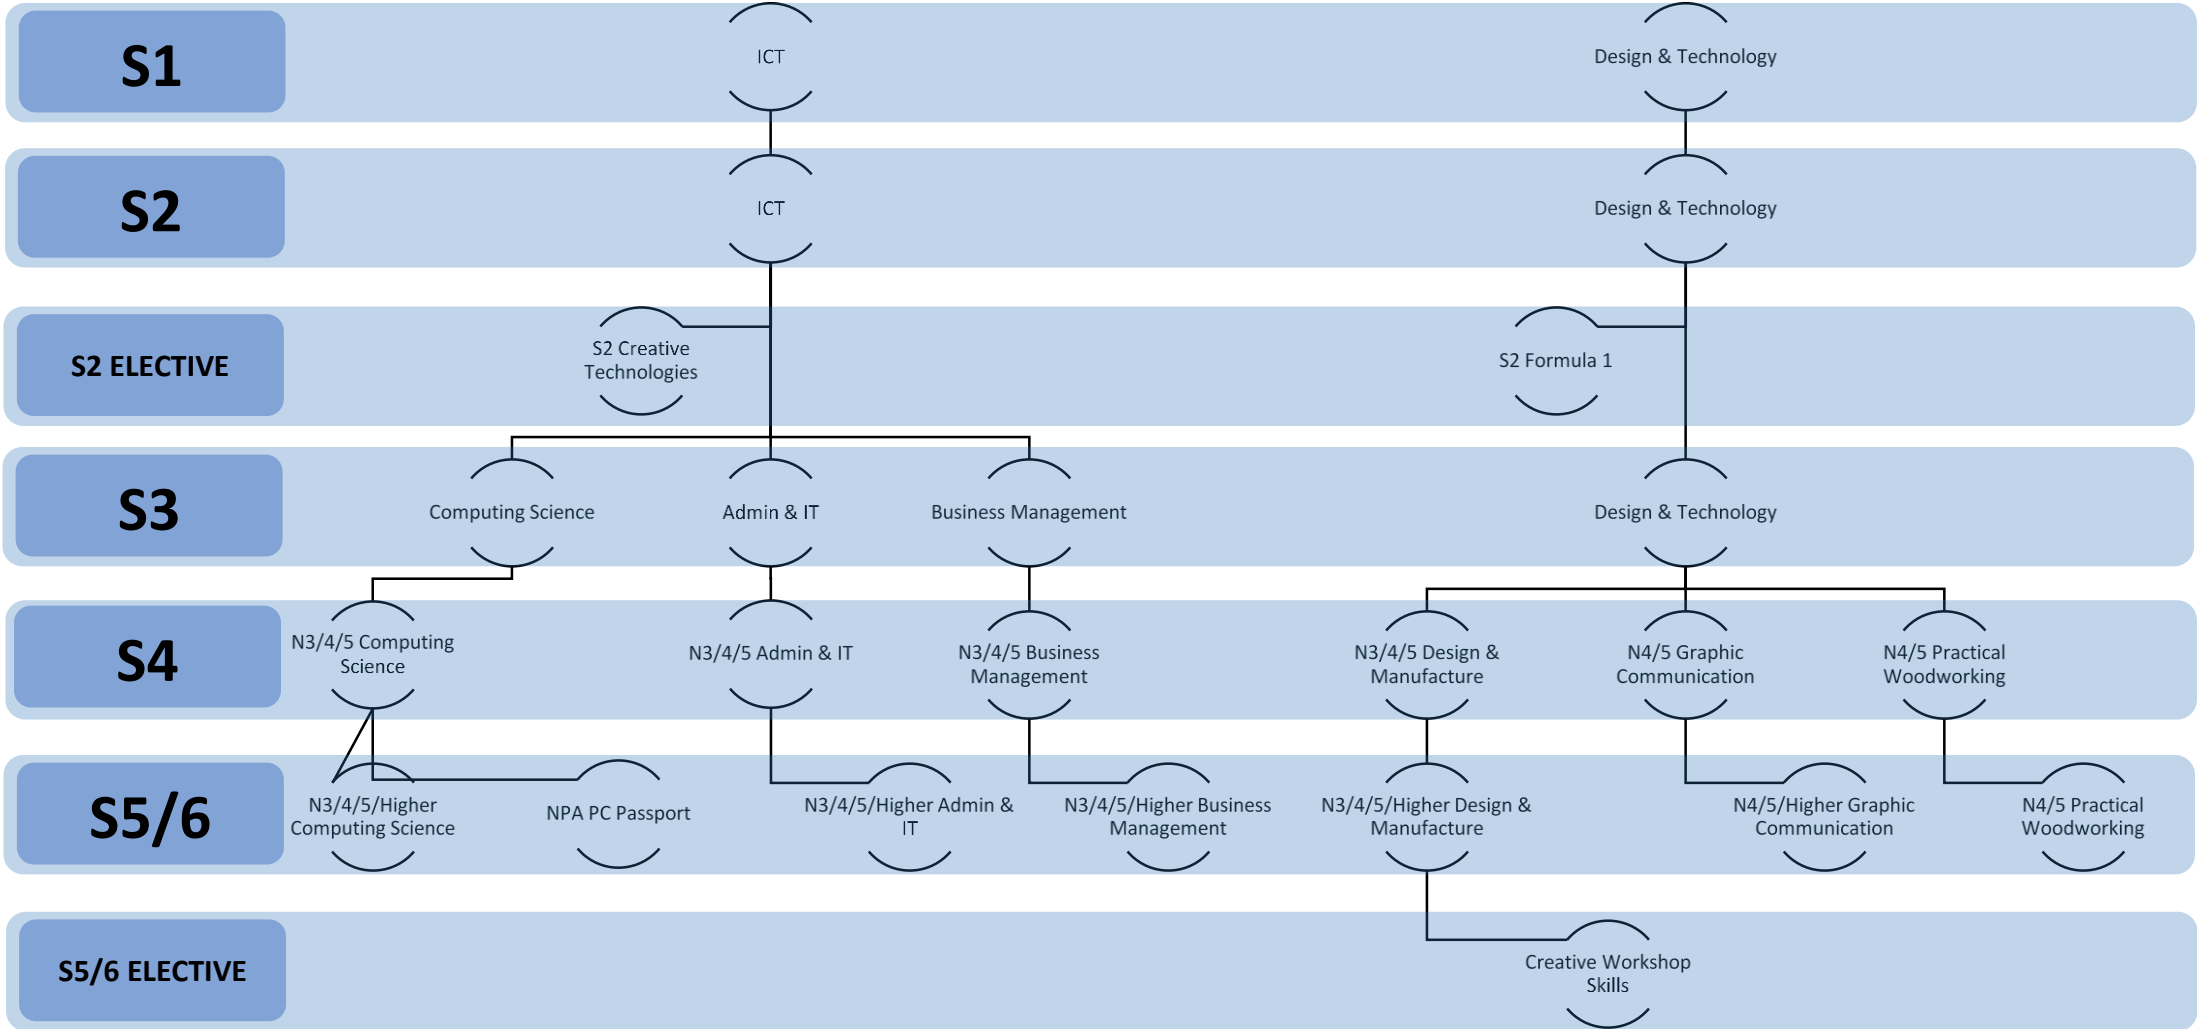 S1
ICT
Design & Technology
S2
ICT
Design & Technology
S2 ELECTIVE
S2 Creative
Technologies
S2 Formula 1
S3
Computing Science
Admin & IT
Business Management
Design & Technology
S4
N3/4/5 Computing
Science
N3/4/5 Admin & IT
N3/4/5 Business
Management
N3/4/5 Design &
Manufacture
N4/5 Graphic
Communication
N4/5 Practical
Woodworking
S5/6
N3/4/5/Higher
Computing Science
NPA PC Passport
N3/4/5/Higher Admin &
IT
N3/4/5/Higher Business
Management
N3/4/5/Higher Design &
Manufacture
N4/5/Higher Graphic
Communication
N4/5 Practical
Woodworking
S5/6 ELECTIVE
Creative Workshop
Skills